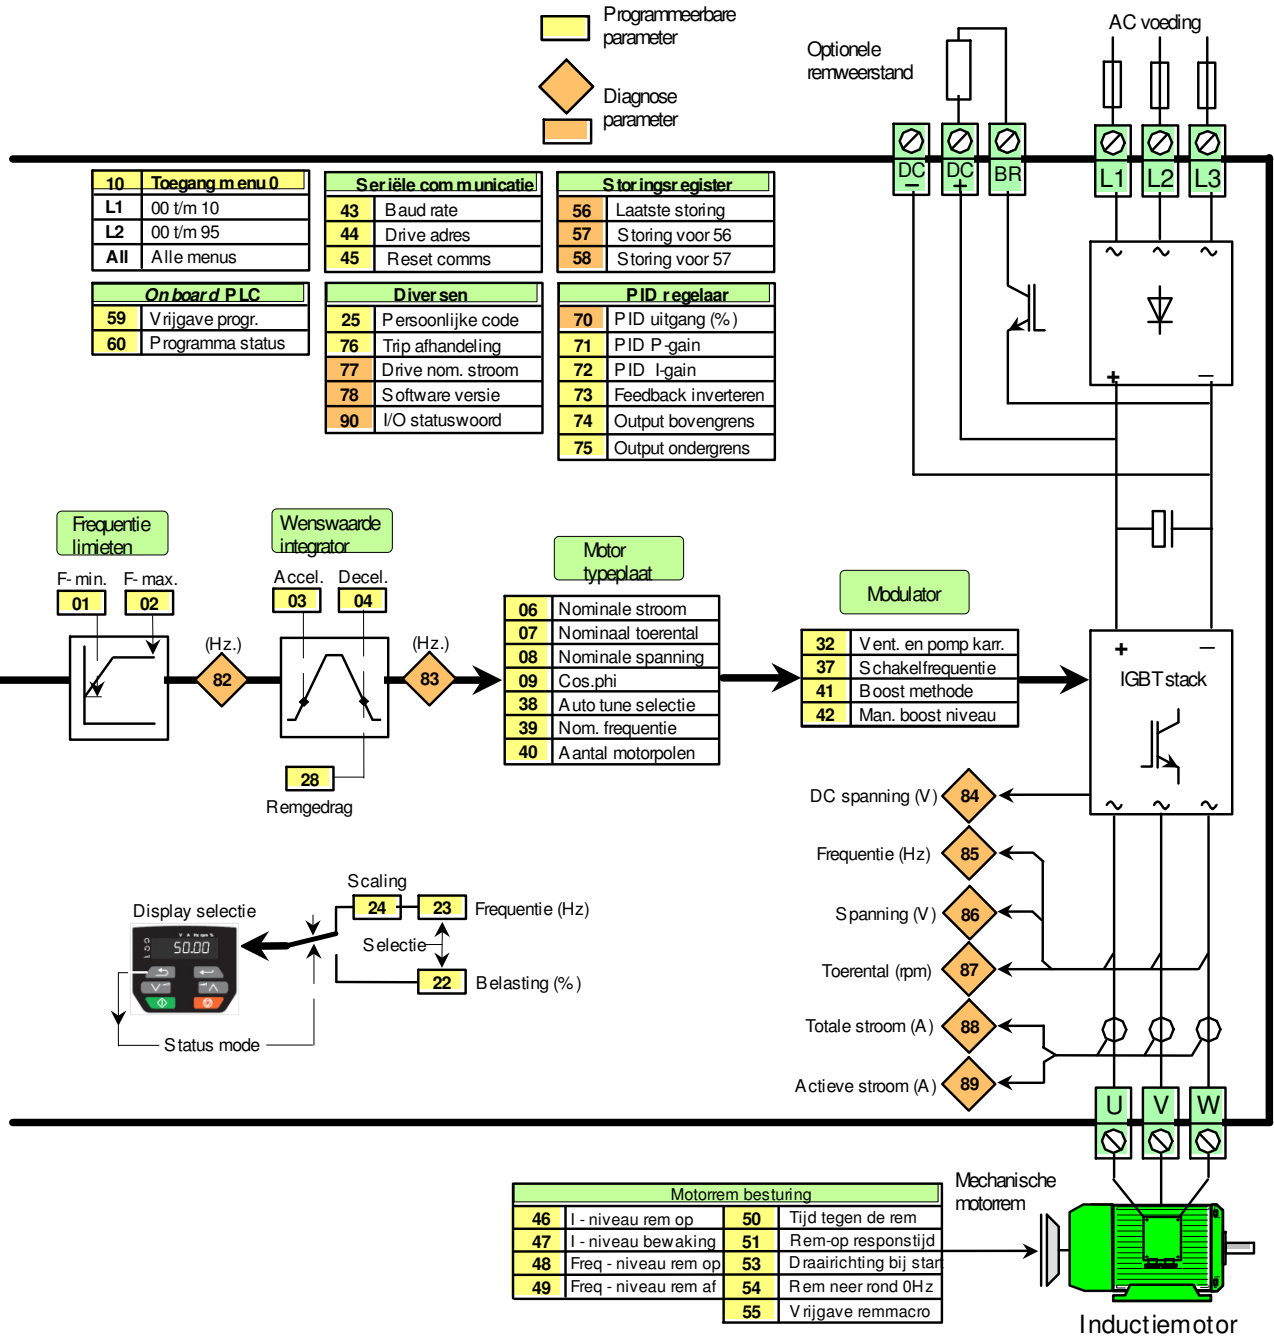 Programmeerbare
parameter
Diagnose
parameter
Optionele
remweerstand
AC voeding
DC
–
DC
+
BR
L1
L2
L3
10 Toegang menu 0
L1 00 t/m 10
L2 00 t/m 95
All Alle menus
Seriële communicatie
43 Baud rate
44 Drive adres
45 Reset comms
Storingsregister
56 Laatste storing
57 Storing voor 56
58 Storing voor 57
Onboard PLC
59 Vrijgave progr.
60 Programma status
Diversen
25 Persoonlijke code
76 Trip afhandeling
77 Drive nom. stroom
78 Software versie
90 I/O statuswoord
PID regelaar
70 PID uitgang (%)
71 PID P-gain
72 PID I-gain
73 Feedback inverteren
74 Output bovengrens
75 Output ondergrens
~ ~ ~
+ –
Frequentie
limieten
F-min. F-max.
01 02
(Hz.)
82
Wenswaarde
integrator
Accel. Decel.
03 04
(Hz.)
83
28
Remgedrag
Motor
typeplaat
06 Nominale stroom
07 Nominaal toerental
08 Nominale spanning
09 Cos.phi
38 Auto tune selectie
39 Nom. frequentie
40 Aantal motorpolen
Modulator
32 Vent. en pomp karr.
37 Schakelfrequentie
41 Boost methode
42 Man. boost niveau
+ –
IGBT stack
~ ~ ~
DC spanning (V) 84
Frequentie (Hz) 85
Spanning (V) 86
Toerental (rpm) 87
Totale stroom (A) 88
Actieve stroom (A) 89
Display selectie
50.00
Scaling
24 23 Frequentie (Hz)
Selectie
22 Belasting (%)
Status mode
U V W
Mechanische
motorrem
Motorrem besturing
46 I - niveau rem op 50 Tijd tegen de rem
47 I - niveau bewaking 51 Rem-op responstijd
48 Freq - niveau rem op 53 Draairichting bij start
49 Freq - niveau rem af 54 Rem neer rond 0Hz
55 Vrijgave remmacro
Inductiemotor